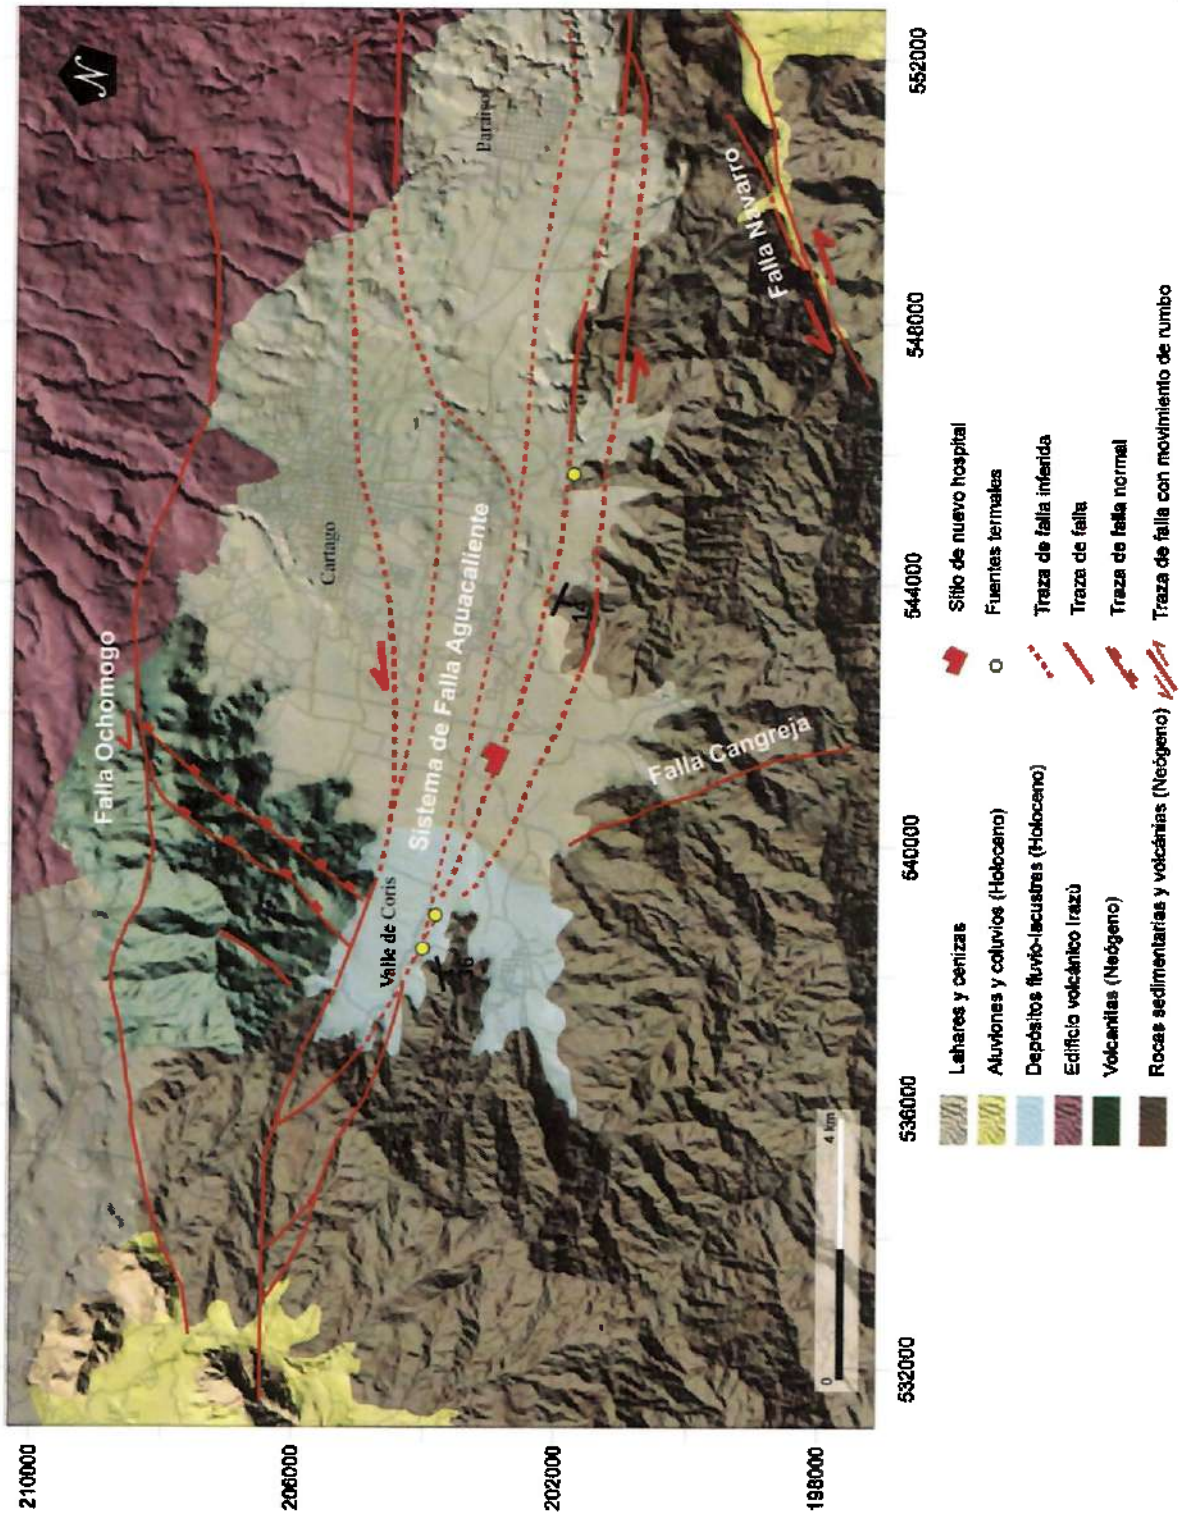 N
Falla Ochomogo
Cartago
Paraíso
Sistema de Falla Aguacaliente
Valle de Coris
Falla Navarro
Falla Cangreja
14
0
4 km
210000
206000
202000
198000
532000
536000
540000
544000
548000
552000
Lahares y cenizas
Aluviones y coluvios (Holoceno)
Depósitos fluvio-lacustres (Holoceno)
Edificio volcánico Irazú
Volcanitas (Neógeno)
Rocas sedimentarias y volcánias (Neógeno)
Sitio de nuevo hospital
Fuentes termales
Traza de falla inferida
Traza de falla
Traza de falla normal
Traza de falla con movimiento de rumbo